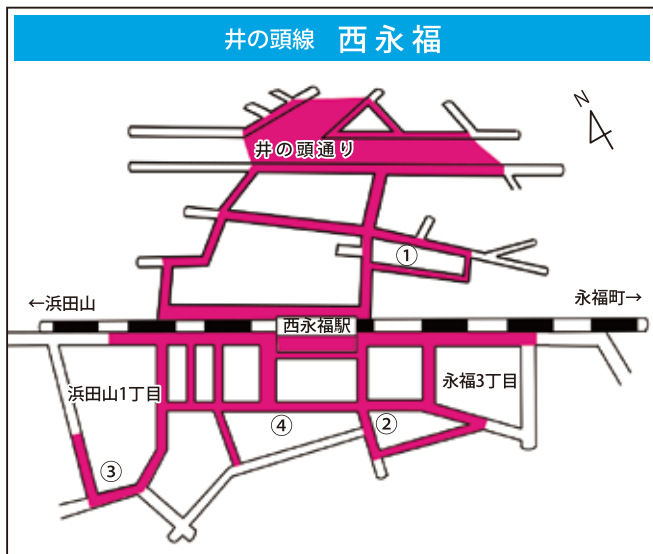 井の頭線 西永福
N
井の頭通り
①
←浜田山
永福町→
西永福駅
浜田山1丁目
永福3丁目
④
②
③